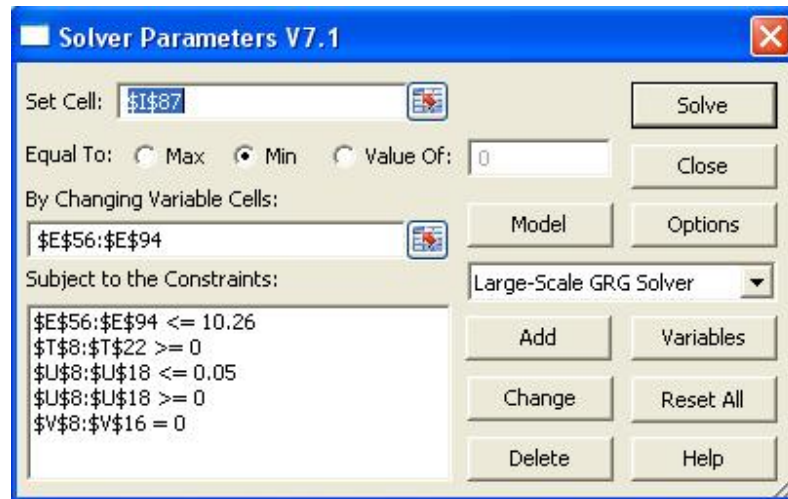 Solver Parameters V7.1
Set Cell: $I$87
Solve
Equal To: Max Min Value Of: 0
Close
By Changing Variable Cells:
$E$56:$E$94
Model
Options
Subject to the Constraints:
Large-Scale GRG Solver
$E$56:$E$94 <= 10.26
$T$8:$T$22 >= 0
$U$8:$U$18 <= 0.05
$U$8:$U$18 >= 0
$V$8:$V$16 = 0
Add
Variables
Change
Reset All
Delete
Help